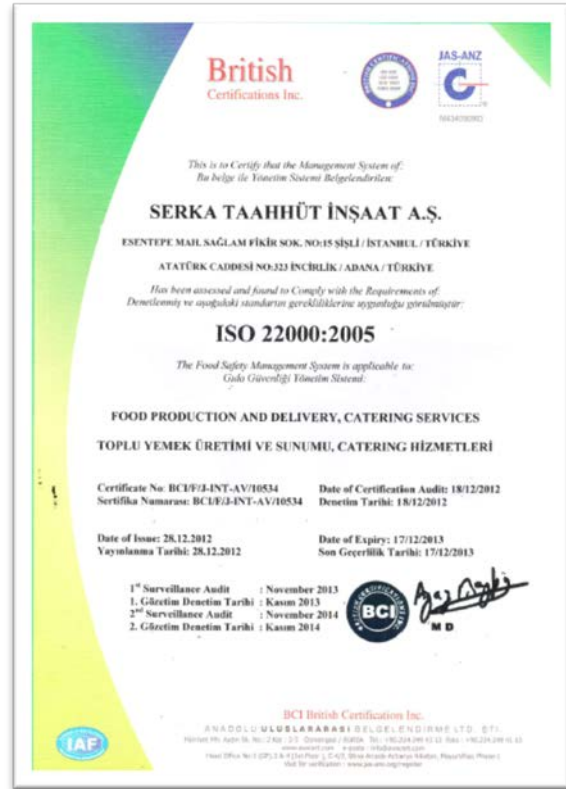 British
Certifications Inc.
JAS-ANZ
This is to Certify that the Management System of:
Bu belge ile Yönetim Sistemi Belgelendirilen:
SERKA TAAHHÜT İNŞAAT A.Ş.
ESENTEPE MAH. SAĞLAM FİKİR SOK. NO:15 ŞİŞLİ / İSTANBUL / TÜRKİYE
ATATÜRK CADDESİ NO:323 İNCİRLİK / ADANA / TÜRKİYE
Has been assessed and found to Comply with the Requirements of:
Denetlenmiş ve aşağıdaki standartın gerekliliklerine uygunluğu görülmüştür:
ISO 22000:2005
The Food Safety Management System is applicable to:
Gıda Güvenliği Yönetim Sistemi:
FOOD PRODUCTION AND DELIVERY, CATERING SERVICES
TOPLU YEMEK ÜRETİMİ VE SUNUMU, CATERING HİZMETLERİ
Certificate No: BCI/F/J-INT-AV/10534 Date of Certification Audit: 18/12/2012
Sertifika Numarası: BCI/F/J-INT-AV/10534 Denetim Tarihi: 18/12/2012
Date of Issue: 28.12.2012 Date of Expiry: 17/12/2013
Yayınlanma Tarihi: 28.12.2012 Son Geçerlilik Tarihi: 17/12/2013
1st Surveillance Audit : November 2013
1. Gözetim Denetim Tarihi : Kasım 2013
2nd Surveillance Audit : November 2014
2. Gözetim Denetim Tarihi : Kasım 2014
BCI
M D
BCI British Certification Inc.
ANADOLU ULUSLARARASI BELGELENDİRME LTD. ŞTİ.
IAF